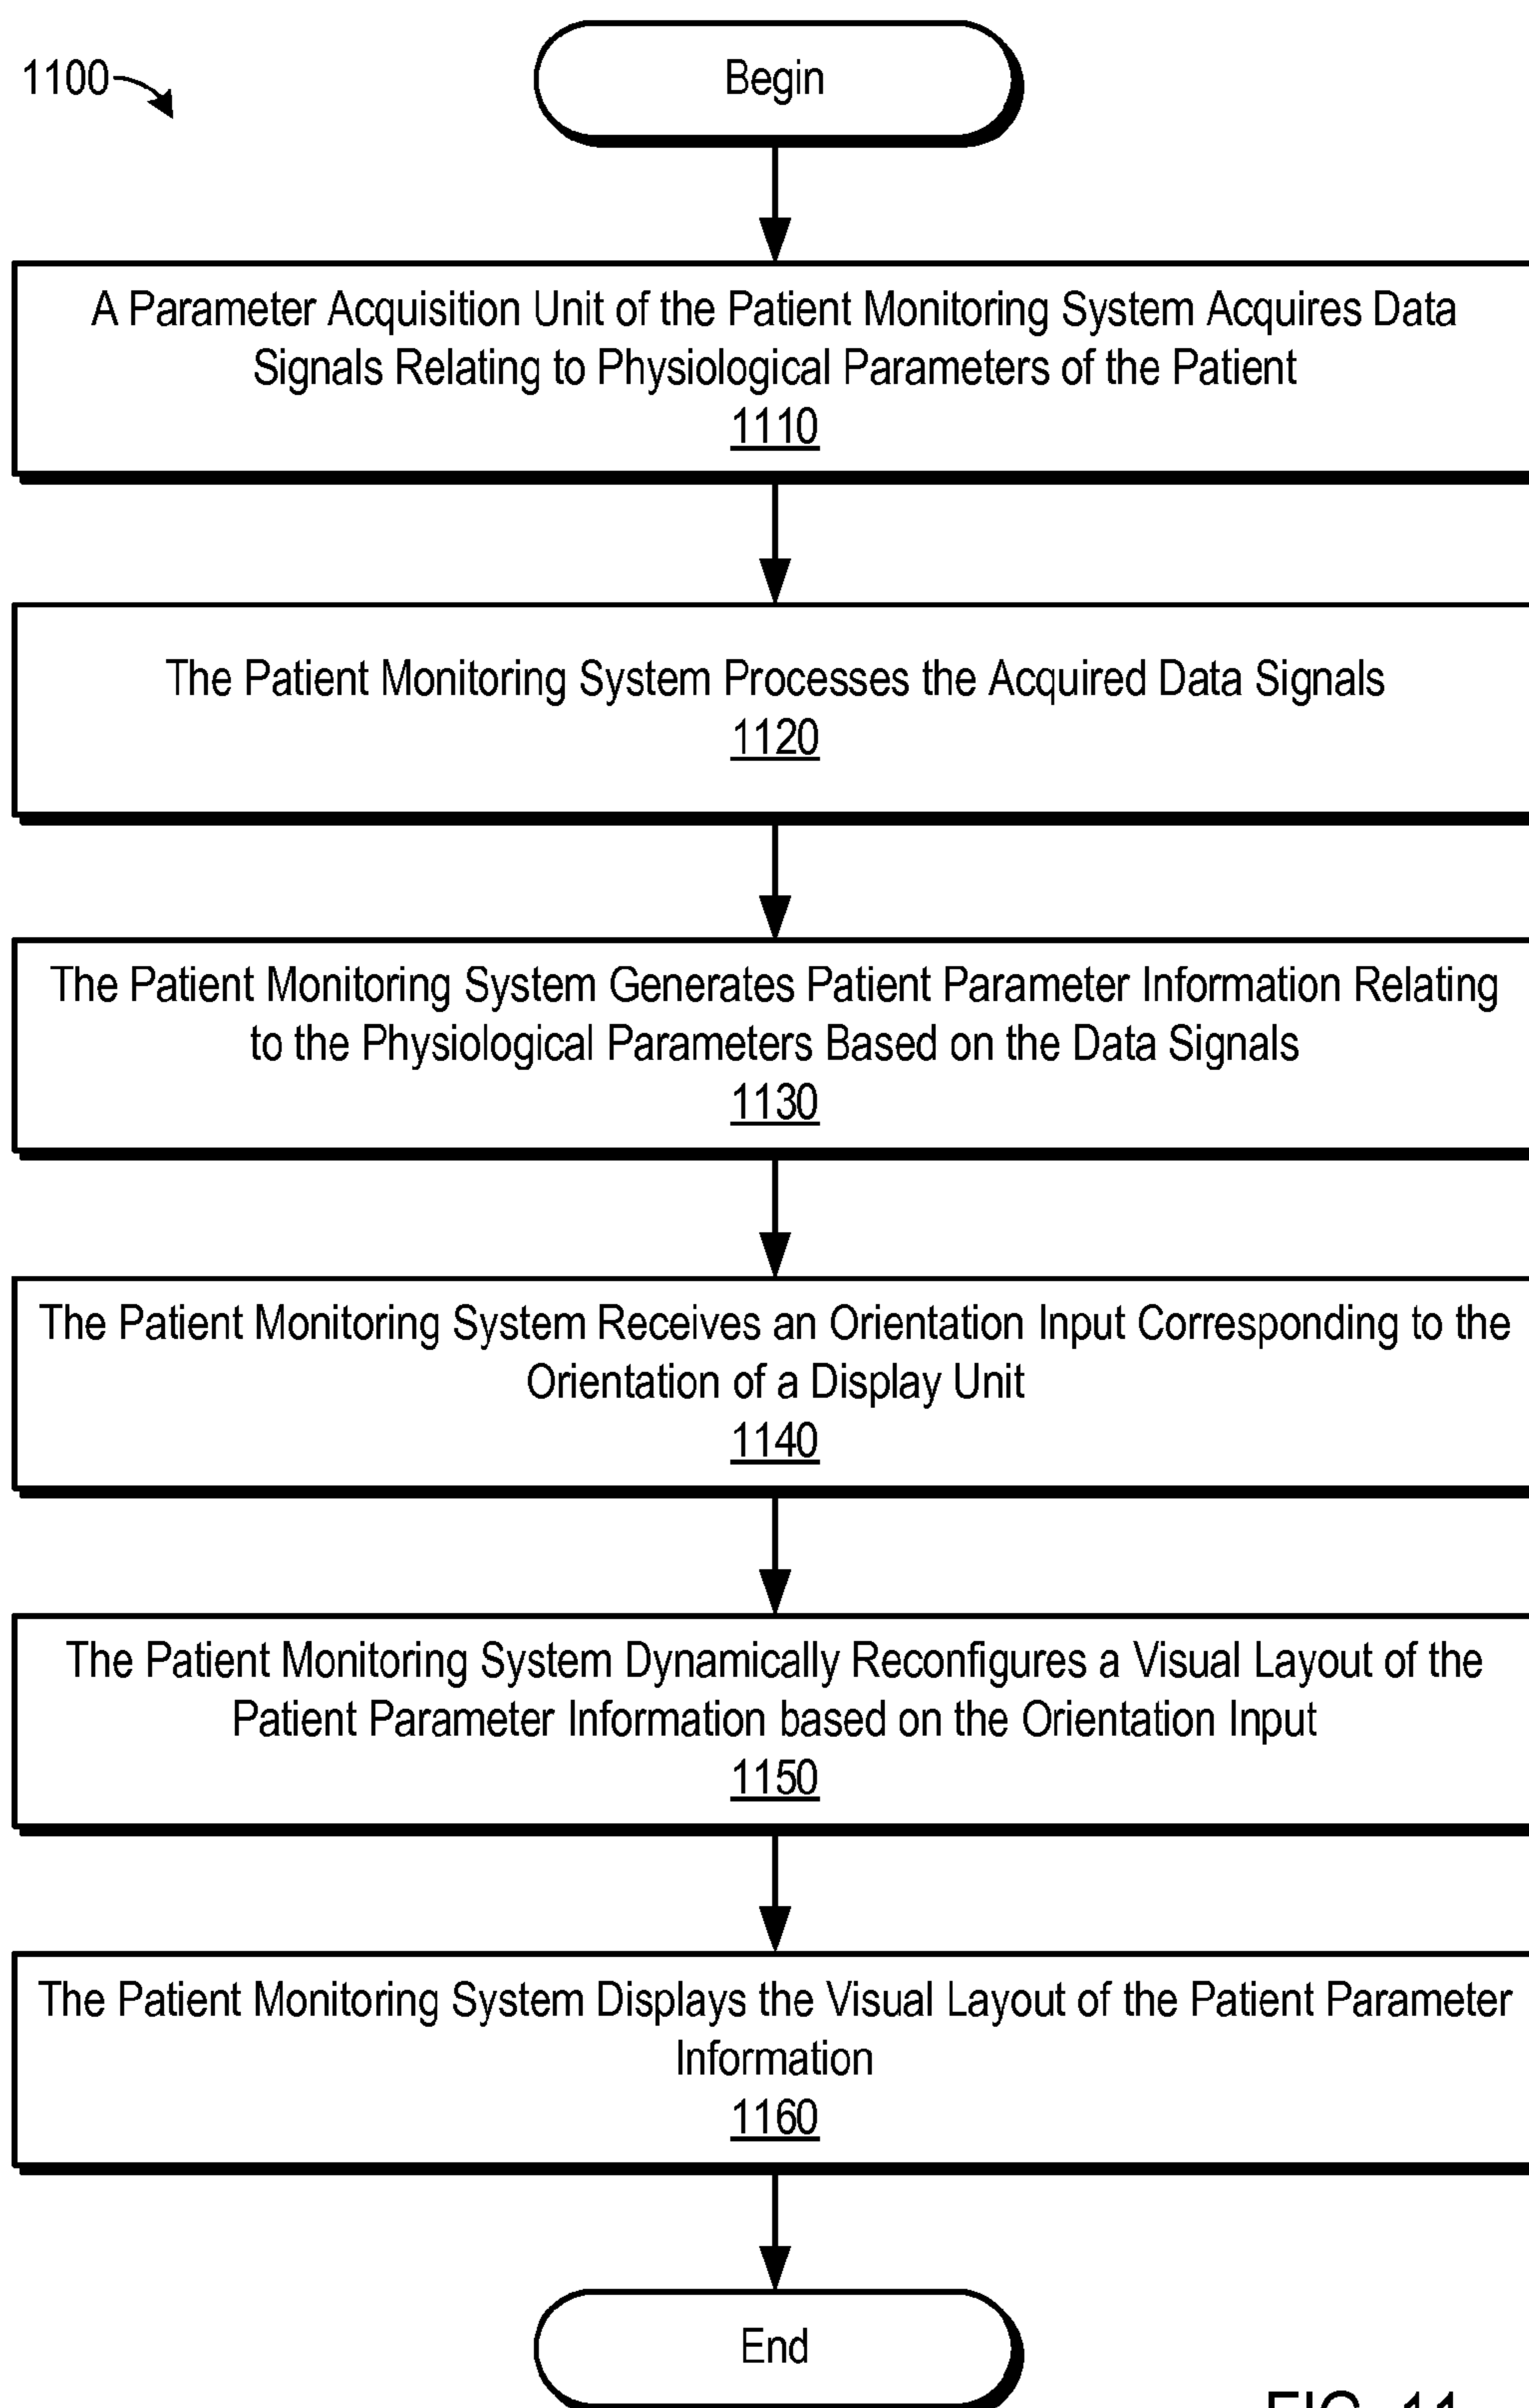 1100
Begin
A Parameter Acquisition Unit of the Patient Monitoring System Acquires Data
Signals Relating to Physiological Parameters of the Patient
1110
The Patient Monitoring System Processes the Acquired Data Signals
1120
The Patient Monitoring System Generates Patient Parameter Information Relating
to the Physiological Parameters Based on the Data Signals
1130
The Patient Monitoring System Receives an Orientation Input Corresponding to the
Orientation of a Display Unit
1140
The Patient Monitoring System Dynamically Reconfigures a Visual Layout of the
Patient Parameter Information based on the Orientation Input
1150
The Patient Monitoring System Displays the Visual Layout of the Patient Parameter
Information
1160
End
FIG. 11